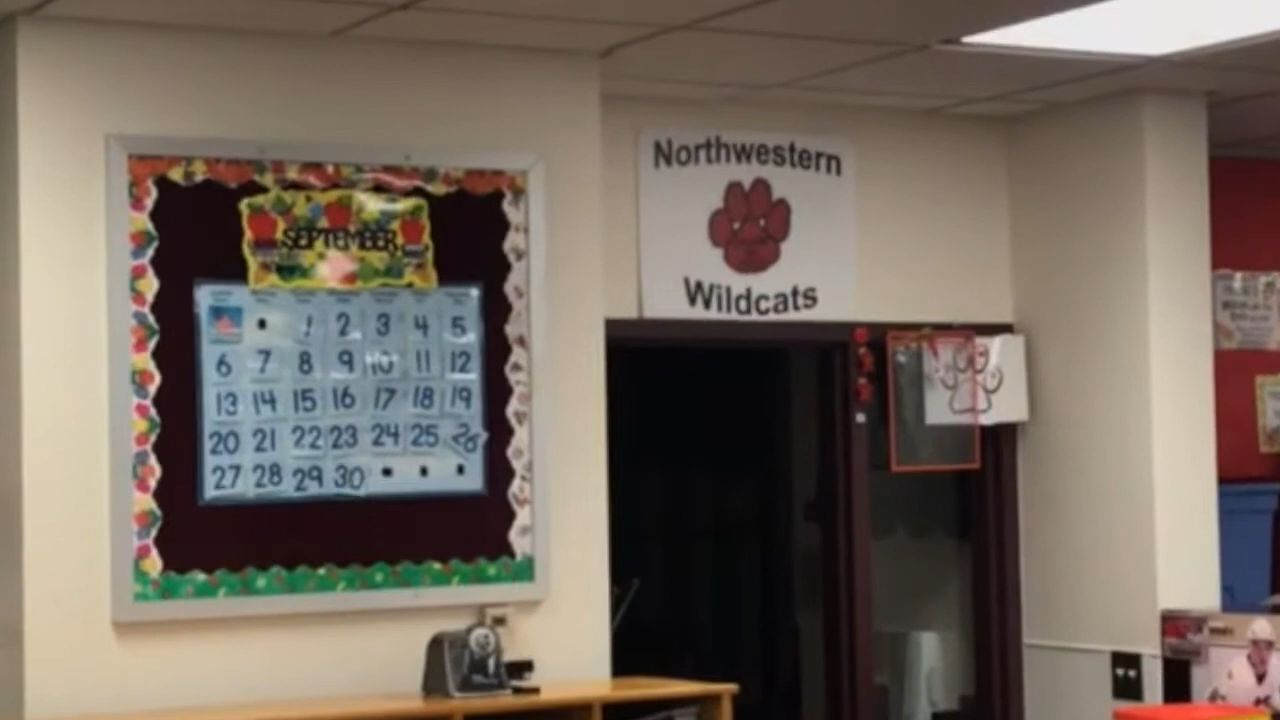 SEPTEMBER
1 2 3 4 5
6 7 8 9 10 11 12
13 14 15 16 17 18 19
20 21 22 23 24 25 26
27 28 29 30
Northwestern
Wildcats